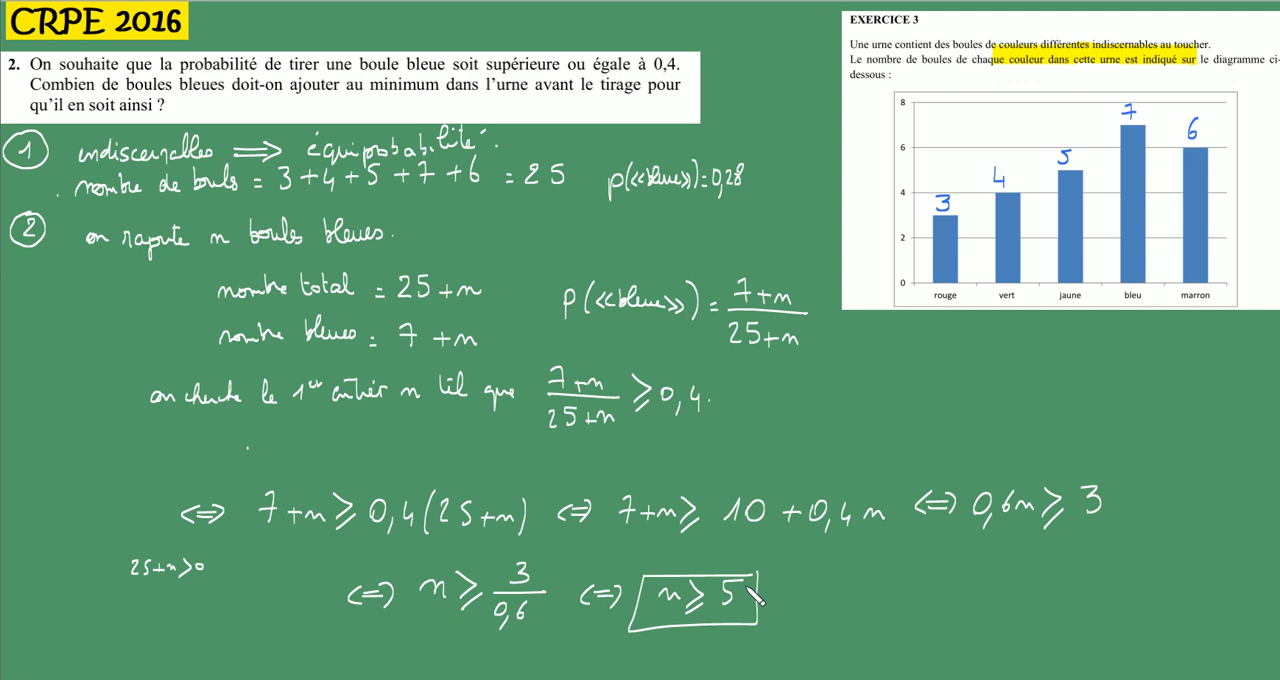 CRPE 2016
2. On souhaite que la probabilité de tirer une boule bleue soit supérieure ou égale à 0,4.
Combien de boules bleues doit-on ajouter au minimum dans l'urne avant le tirage pour
qu'il en soit ainsi ?
EXERCICE 3
Une urne contient des boules de couleurs différentes indiscernables au toucher.
Le nombre de boules de chaque couleur dans cette urne est indiqué sur le diagramme ci-
dessous :
8
6
4
2
0
3
4
5
7
6
rouge vert jaune bleu marron
1 indiscernables ⟹ équiprobabilité.
. nombre de bouls = 3+4+5+7+6 = 25 p(<<bleue>>)=0,28
2 on rajoute n boules bleues.
nombre total = 25+n
nombre bleues = 7+n
P(<<bleue>>) = (7+n)/(25+n)
on cherche le 1er entier n tel que (7+n)/(25+n) ⩾ 0,4.
⟺ 7+n ⩾ 0,4(25+n) ⟺ 7+n ⩾ 10+0,4n ⟺ 0,6n ⩾ 3
25+n>0
⟺ n ⩾ 3/0,6 ⟺ n ⩾ 5